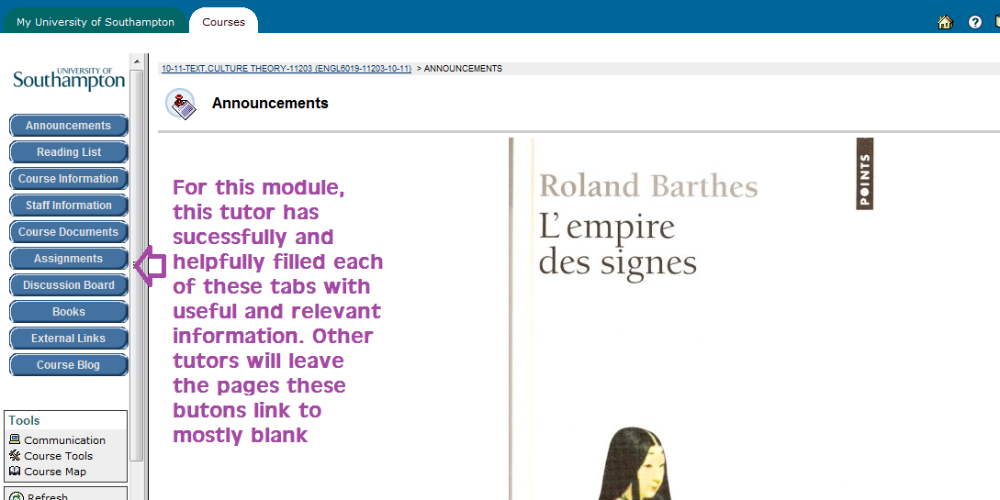 My University of Southampton
Courses
?
UNIVERSITY OF
Southampton
10-11-TEXT,CULTURE THEORY-11203 (ENGL6019-11203-10-11) > ANNOUNCEMENTS
Announcements
Announcements
Reading List
Course Information
Staff Information
Course Documents
Assignments
Discussion Board
Books
External Links
Course Blog
Tools
Communication
Course Tools
Course Map
Refresh
For this module,
this tutor has
sucessfully and
helpfully filled each
of these tabs with
useful and relevant
information. Other
tutors will leave
the pages these
butons link to
mostly blank
Roland Barthes
L'empire
des signes
POINTS